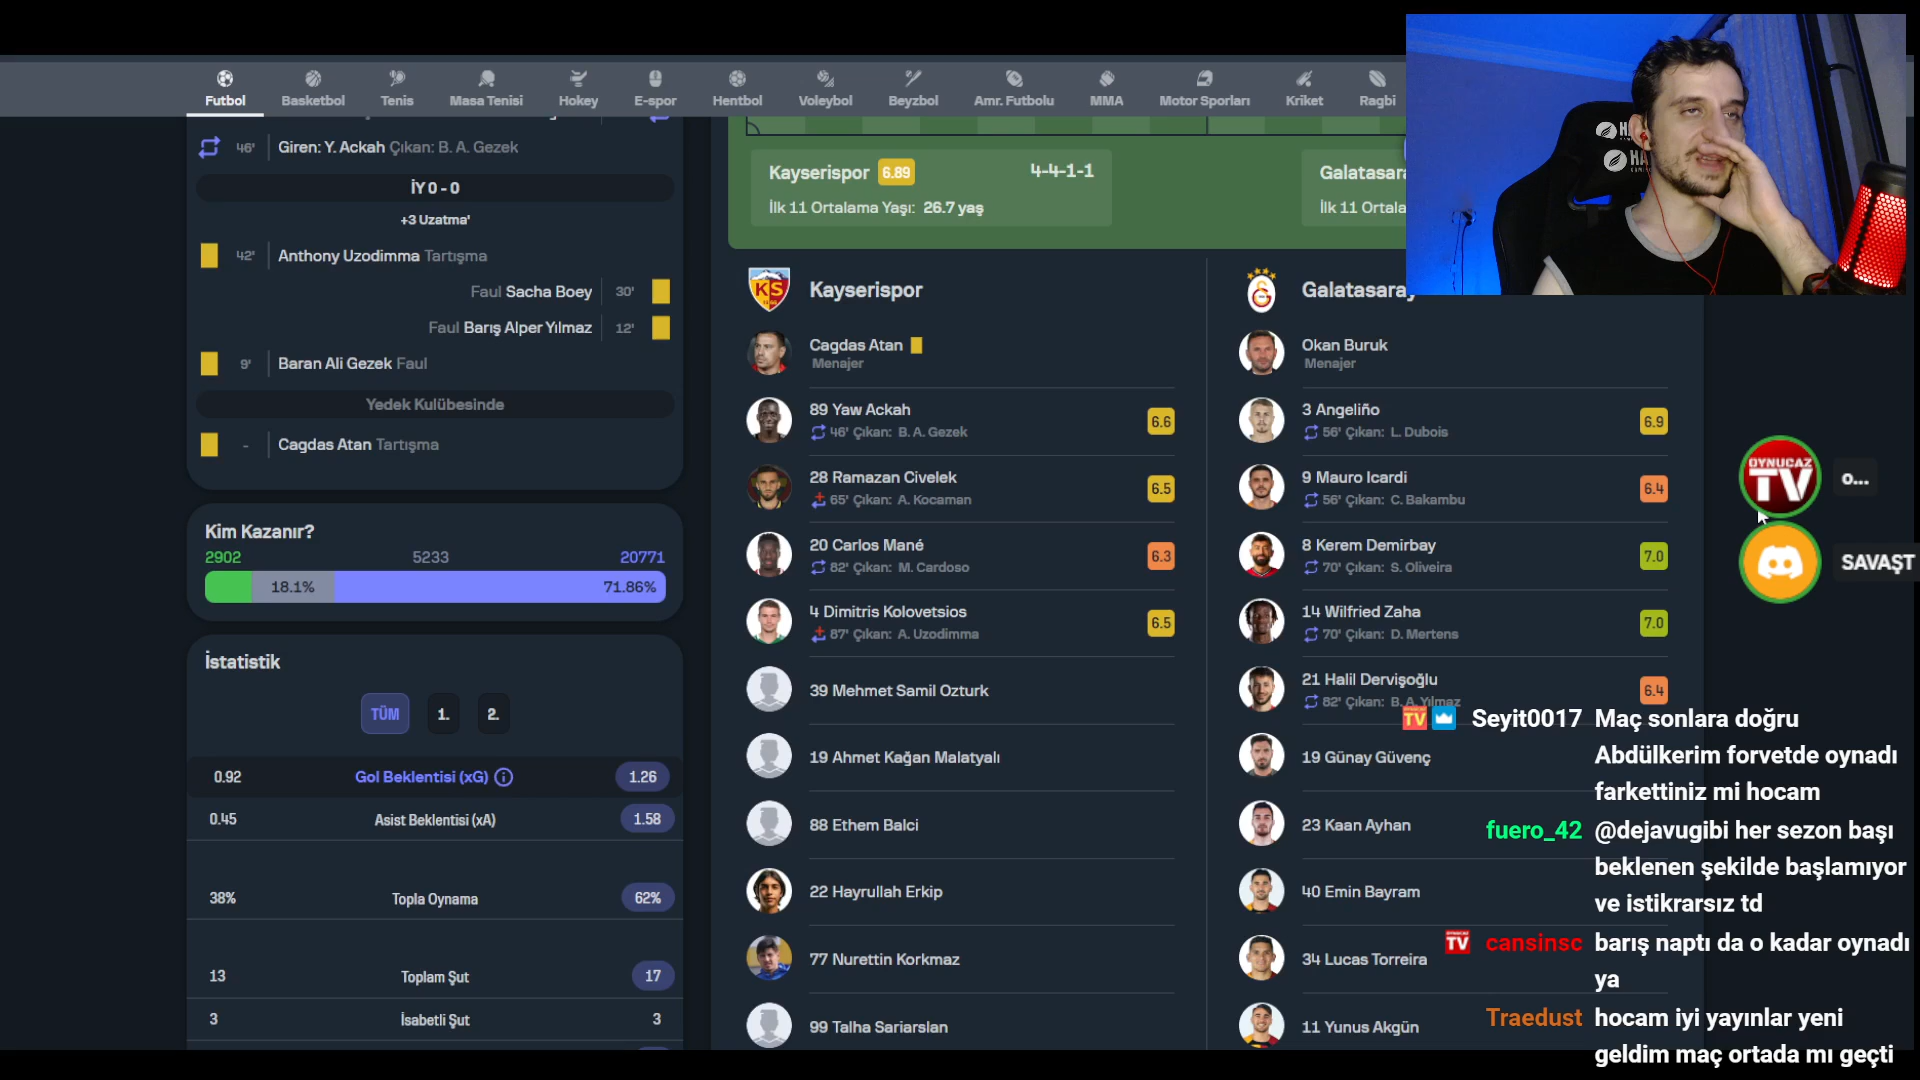 Futbol
Basketbol
Tenis
Masa Tenisi
Hokey
E-spor
Hentbol
Voleybol
Beyzbol
Amr. Futbolu
MMA
Motor Sporları
Kriket
Ragbi
46' Giren: Y. Ackah Çıkan: B. A. Gezek
İY 0 - 0
+3 Uzatma'
42' Anthony Uzodimma Tartışma
Faul Sacha Boey 30'
Faul Barış Alper Yılmaz 12'
9' Baran Ali Gezek Faul
Yedek Kulübesinde
- Cagdas Atan Tartışma
Kim Kazanır?
2902 5233 20771
18.1% 71.86%
İstatistik
TÜM 1. 2.
0.92 Gol Beklentisi (xG) 1.26
0.45 Asist Beklentisi (xA) 1.58
38% Topla Oynama 62%
13 Toplam Şut 17
3 İsabetli Şut 3
Kayserispor 6.89 4-4-1-1
İlk 11 Ortalama Yaşı: 26.7 yaş
Galatasar
İlk 11 Ortala
KS
Kayserispor
Cagdas Atan
Menajer
89 Yaw Ackah 6.6
46' Çıkan: B. A. Gezek
28 Ramazan Civelek 6.5
65' Çıkan: A. Kocaman
20 Carlos Mané 6.3
82' Çıkan: M. Cardoso
4 Dimitris Kolovetsios 6.5
87' Çıkan: A. Uzodimma
39 Mehmet Samil Ozturk
19 Ahmet Kağan Malatyalı
88 Ethem Balci
22 Hayrullah Erkip
77 Nurettin Korkmaz
99 Talha Sariarslan
Galatasaray
Okan Buruk
Menajer
3 Angeliño 6.9
56' Çıkan: L. Dubois
9 Mauro Icardi 6.4
56' Çıkan: C. Bakambu
8 Kerem Demirbay 7.0
70' Çıkan: S. Oliveira
14 Wilfried Zaha 7.0
70' Çıkan: D. Mertens
21 Halil Dervişoğlu 6.4
82' Çıkan: B. A. Yılmaz
19 Günay Güvenç
23 Kaan Ayhan
40 Emin Bayram
34 Lucas Torreira
11 Yunus Akgün
OYNUCAZ
TV
o...
SAVAŞT
TV Seyit0017 Maç sonlara doğru
Abdülkerim forvetde oynadı
farkettiniz mi hocam
fuero_42 @dejavugibi her sezon başı
beklenen şekilde başlamıyor
ve istikrarsız td
TV cansinsc barış naptı da o kadar oynadı
ya
Traedust hocam iyi yayınlar yeni
geldim maç ortada mı geçti